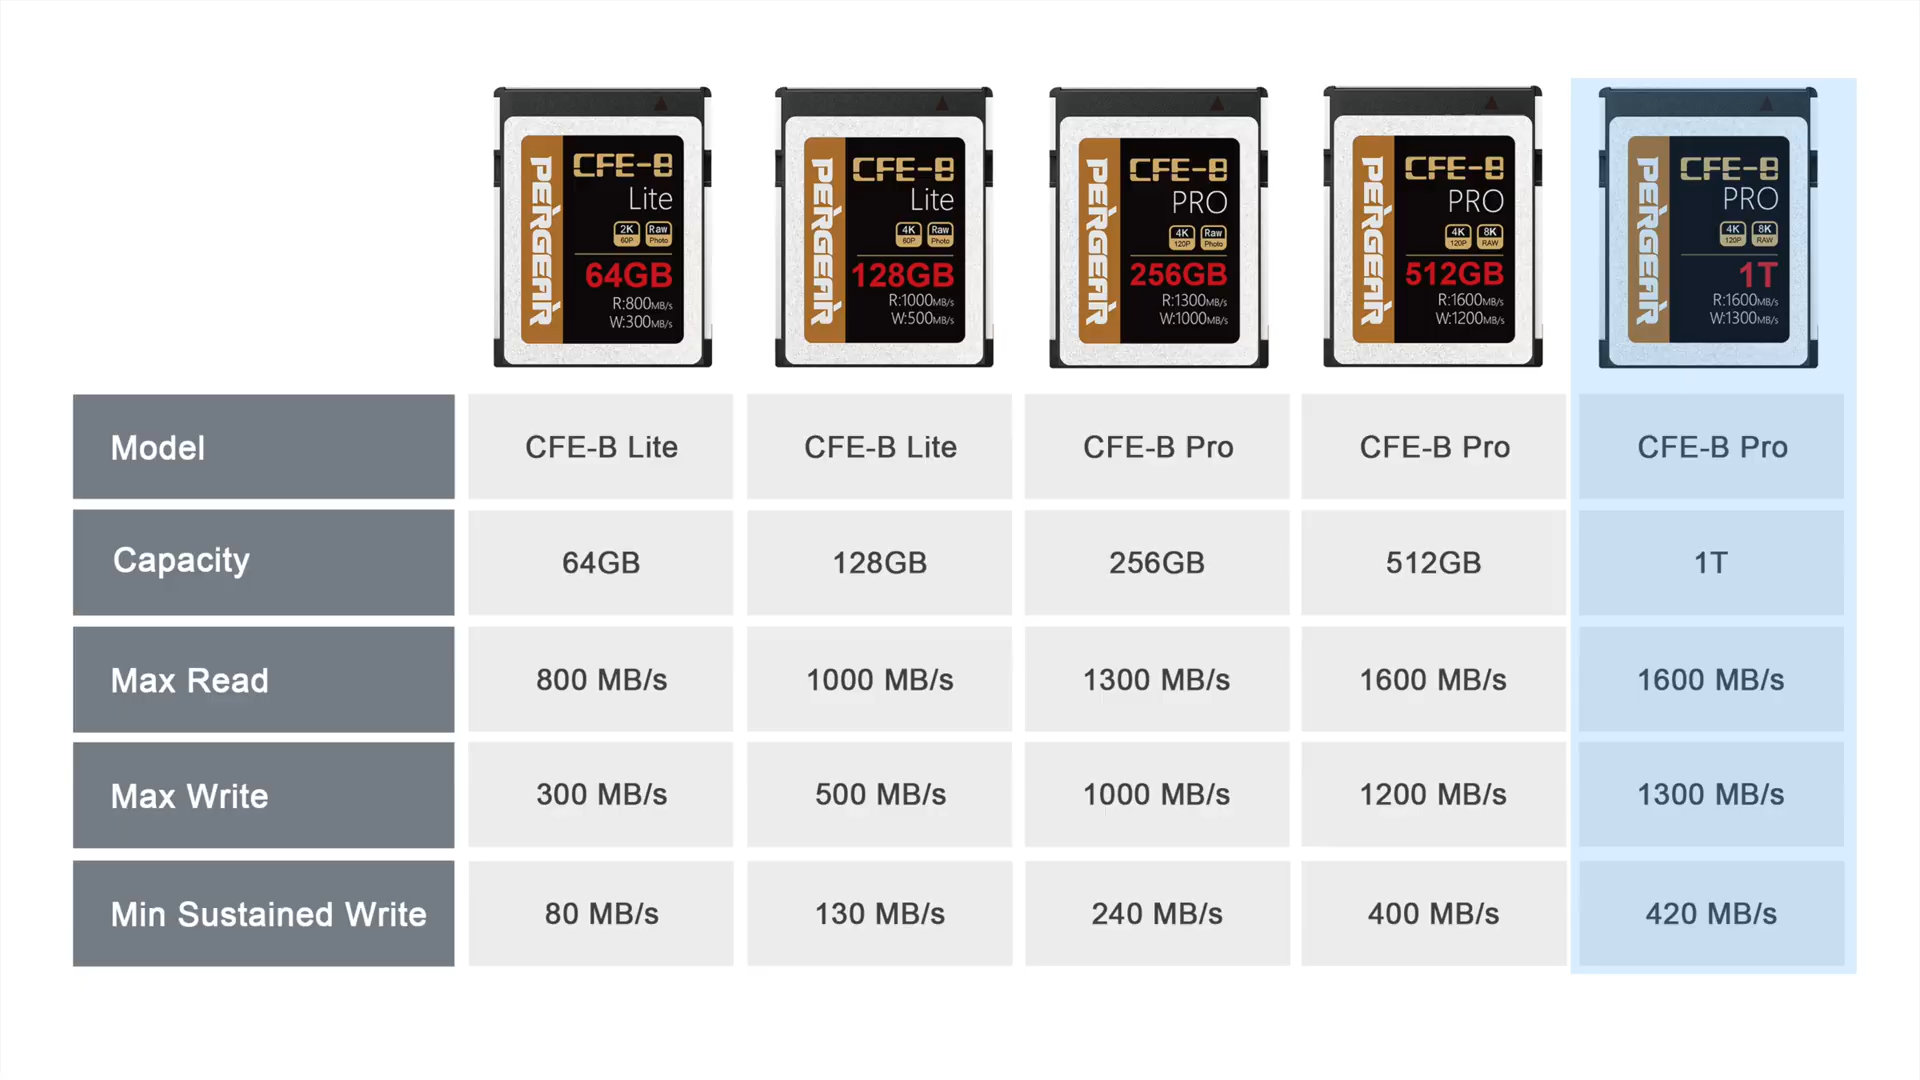 PERGEAR
CFE-B
Lite
2K
60P
Raw
Photo
64GB
R:800MB/s
W:300MB/s
PERGEAR
CFE-B
Lite
4K
60P
Raw
Photo
128GB
R:1000MB/s
W:500MB/s
PERGEAR
CFE-B
PRO
4K
120P
Raw
Photo
256GB
R:1300MB/s
W:1000MB/s
PERGEAR
CFE-B
PRO
4K
120P
8K
RAW
512GB
R:1600MB/s
W:1200MB/s
PERGEAR
CFE-B
PRO
4K
120P
8K
RAW
1T
R:1600MB/s
W:1300MB/s
Model CFE-B Lite CFE-B Lite CFE-B Pro CFE-B Pro CFE-B Pro
Capacity 64GB 128GB 256GB 512GB 1T
Max Read 800 MB/s 1000 MB/s 1300 MB/s 1600 MB/s 1600 MB/s
Max Write 300 MB/s 500 MB/s 1000 MB/s 1200 MB/s 1300 MB/s
Min Sustained Write 80 MB/s 130 MB/s 240 MB/s 400 MB/s 420 MB/s